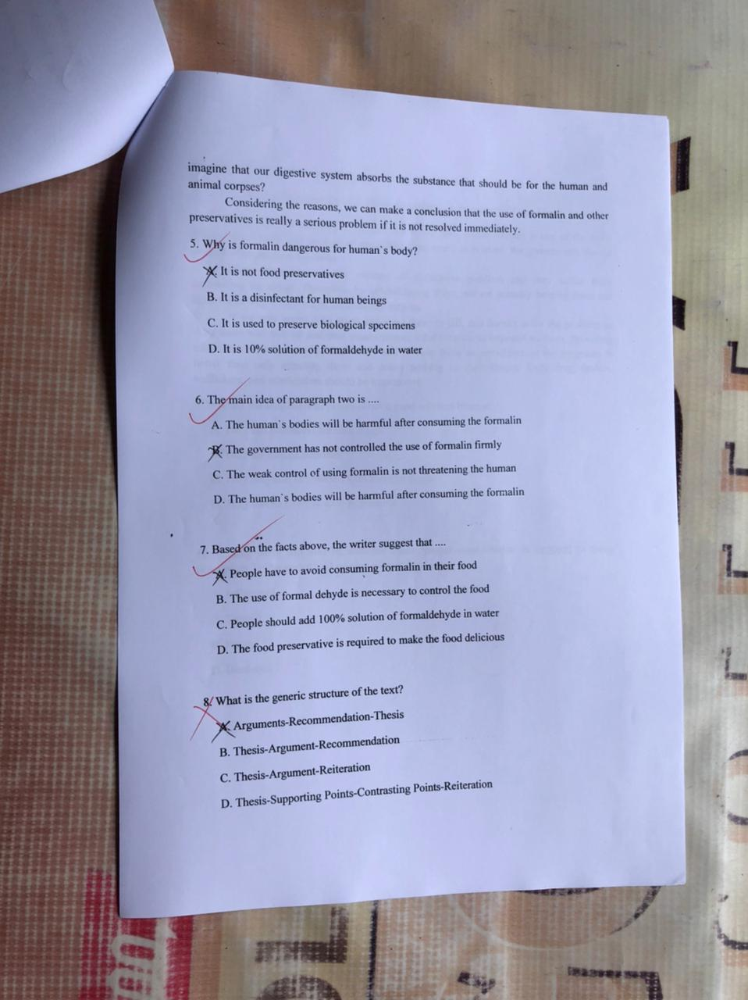 imagine that our digestive system absorbs the substance that should be for the human and
animal corpses?
Considering the reasons, we can make a conclusion that the use of formalin and other
preservatives is really a serious problem if it is not resolved immediately.
5. Why is formalin dangerous for human`s body?
A. It is not food preservatives
B. It is a disinfectant for human beings
C. It is used to preserve biological specimens
D. It is 10% solution of formaldehyde in water
6. The main idea of paragraph two is ....
A. The human`s bodies will be harmful after consuming the formalin
B. The government has not controlled the use of formalin firmly
C. The weak control of using formalin is not threatening the human
D. The human`s bodies will be harmful after consuming the formalin
7. Based on the facts above, the writer suggest that ....
A. People have to avoid consuming formalin in their food
B. The use of formal dehyde is necessary to control the food
C. People should add 100% solution of formaldehyde in water
D. The food preservative is required to make the food delicious
8. What is the generic structure of the text?
A. Arguments-Recommendation-Thesis
B. Thesis-Argument-Recommendation
C. Thesis-Argument-Reiteration
D. Thesis-Supporting Points-Contrasting Points-Reiteration